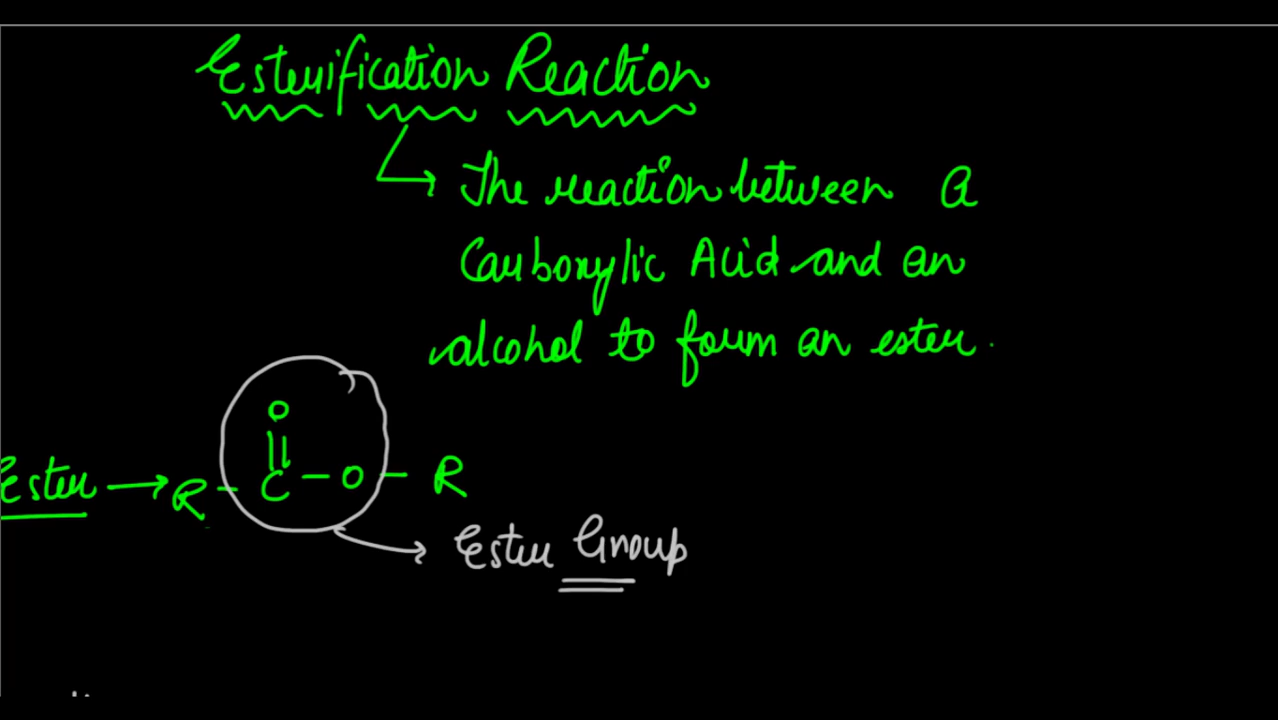 Esterification Reaction
The reaction between a
Carboxylic Acid and an
alcohol to form an ester.
O
||
Ester → R - C - O - R
Ester Group